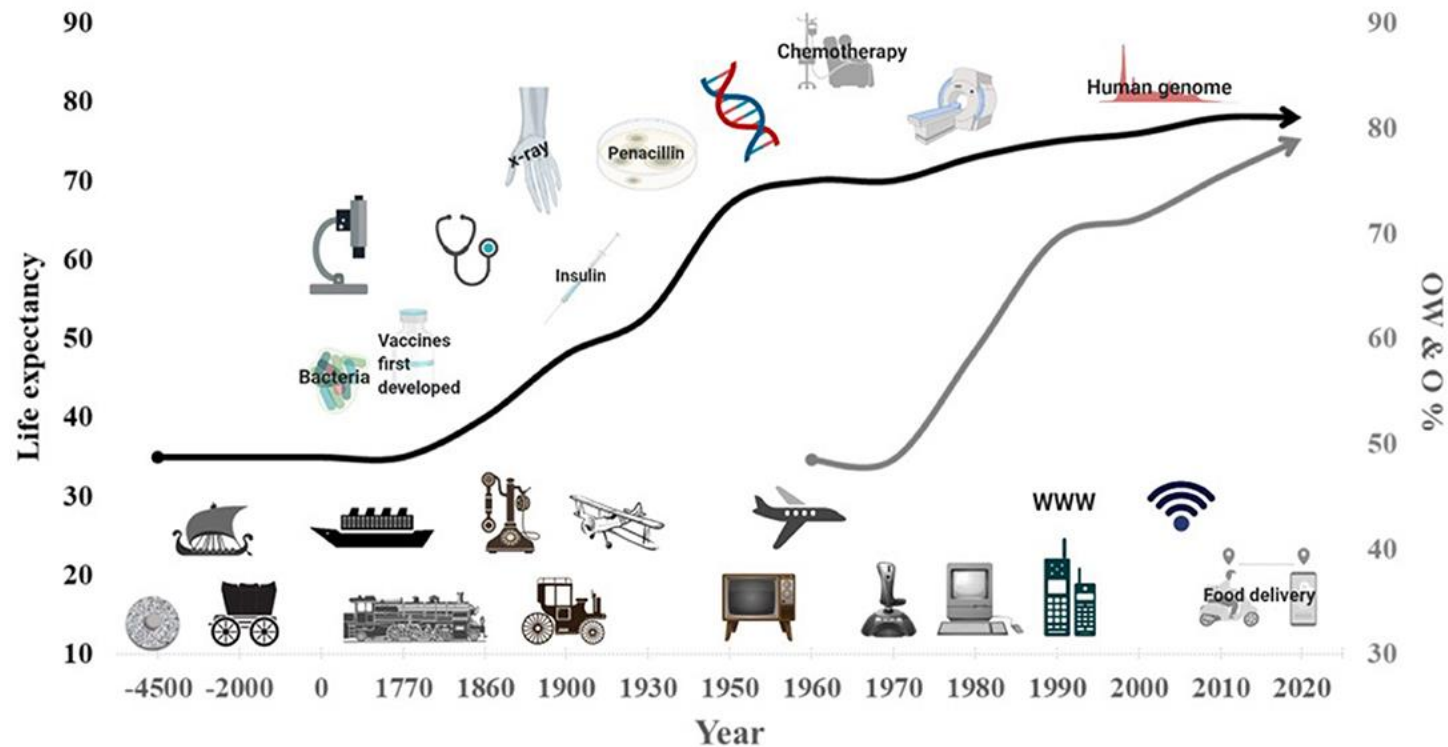 90
80
70
60
50
40
30
20
10
Life expectancy
90
80
70
60
50
40
30
OW & O %
Chemotherapy
Human genome
x-ray
Penacillin
Insulin
Vaccines
first
developed
Bacteria
WWW
Food delivery
-4500 -2000 0 1770 1860 1900 1930 1950 1960 1970 1980 1990 2000 2010 2020
Year